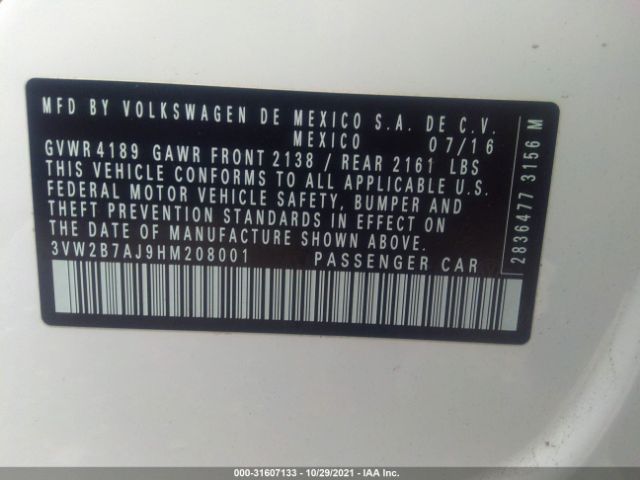 MFD BY VOLKSWAGEN DE MEXICO S.A. DE C.V.
MEXICO 07/16
GVWR 4189 GAWR FRONT 2138 / REAR 2161 LBS
THIS VEHICLE CONFORMS TO ALL APPLICABLE U.S.
FEDERAL MOTOR VEHICLE SAFETY, BUMPER AND
THEFT PREVENTION STANDARDS IN EFFECT ON
THE DATE OF MANUFACTURE SHOWN ABOVE.
3VW2B7AJ9HM208001 PASSENGER CAR
2836477 3156 M
000-31607133 - 10/29/2021 - IAA Inc.